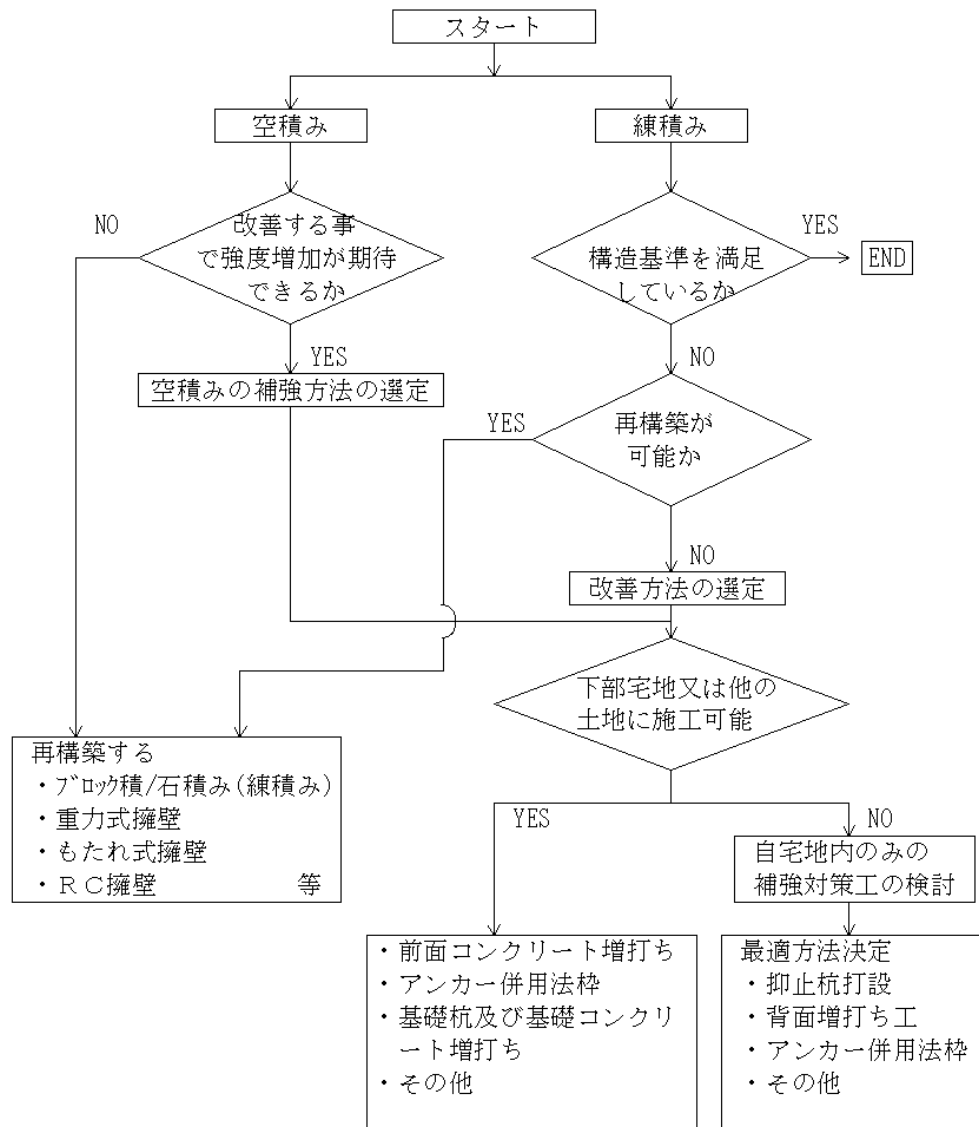 スタート
空積み
練積み
改善する事
で強度増加が期待
できるか
NO
YES
構造基準を満足
しているか
YES
END
NO
空積みの補強方法の選定
再構築が
可能か
YES
NO
改善方法の選定
下部宅地又は他の
土地に施工可能
再構築する
・ブロック積/石積み(練積み)
・重力式擁壁
・もたれ式擁壁
・ＲＣ擁壁 等
YES
NO
自宅地内のみの
補強対策工の検討
・前面コンクリート増打ち
・アンカー併用法枠
・基礎杭及び基礎コンクリ
ート増打ち
・その他
最適方法決定
・抑止杭打設
・背面増打ち工
・アンカー併用法枠
・その他